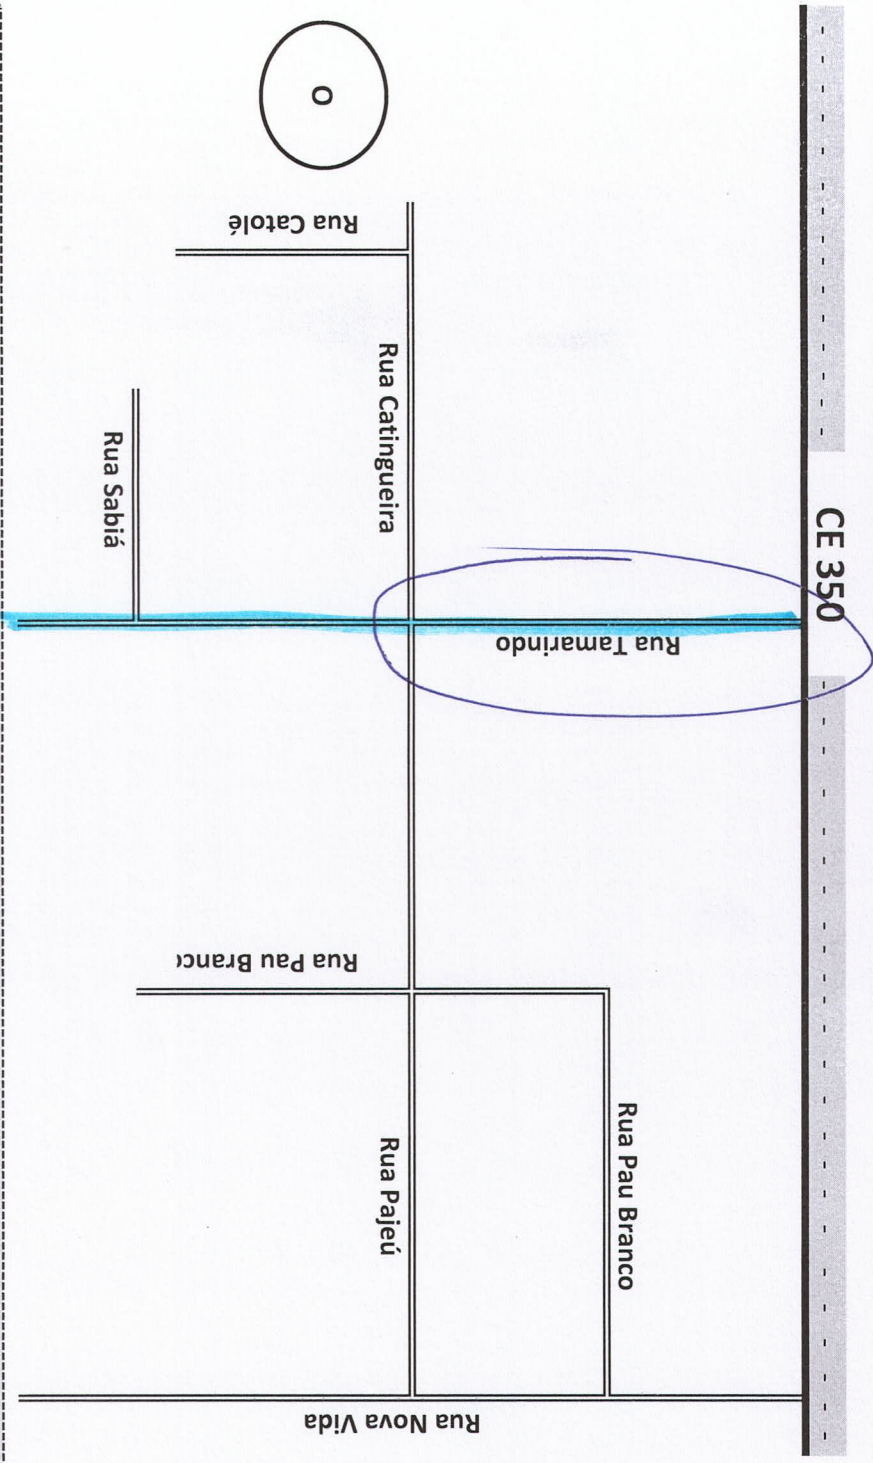 CE 350
O
Rua Catolé
Rua Catingueira
Rua Sabiá
Rua Tamarindo
Rua Pau Branco
Rua Pau Branco
Rua Pajeú
Rua Nova Vida